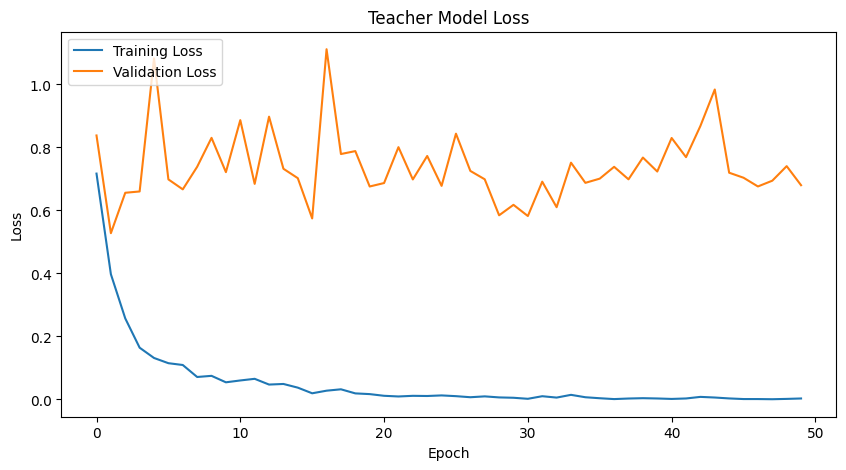 Teacher Model Loss
Training Loss
Validation Loss
1.0
0.8
0.6
0.4
0.2
0.0
Loss
0 10 20 30 40 50
Epoch